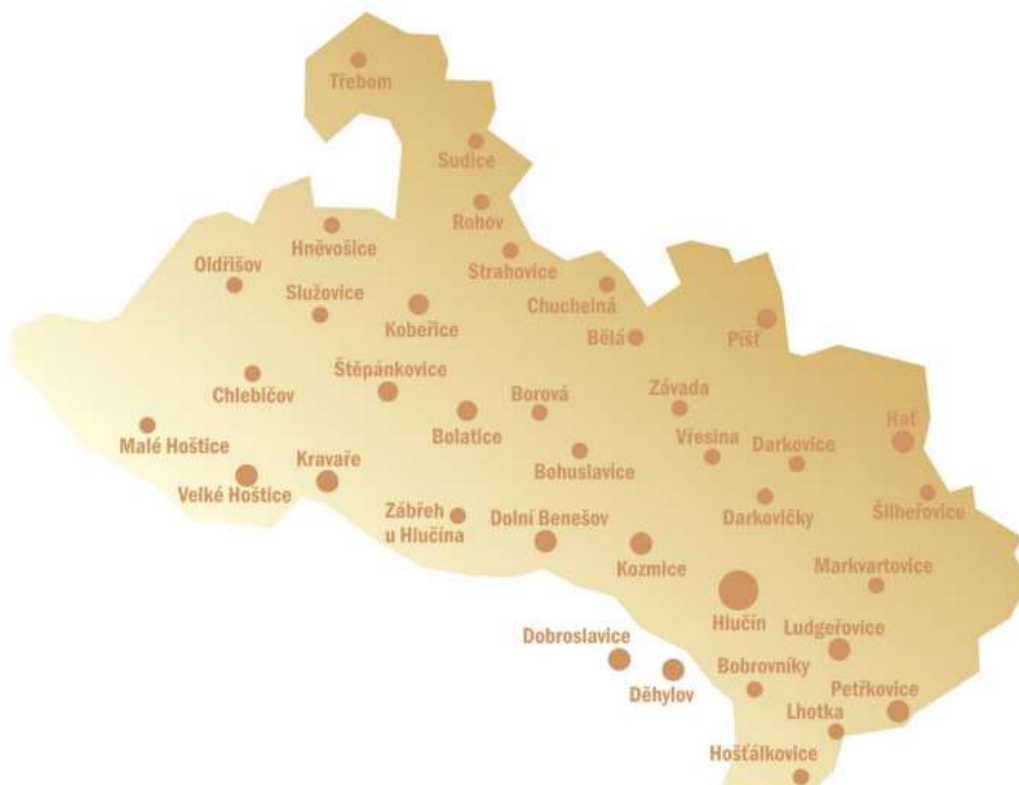 Třebom
Sudice
Rohov
Hněvošice
Strahovice
Oldřišov
Služovice
Chuchelná
Kobeřice
Bělá
Píšť
Štěpánkovice
Chlebičov
Borová
Závada
Hať
Malé Hoštice
Bolatice
Vřesina
Darkovice
Kravaře
Bohuslavice
Velké Hoštice
Zábřeh
u Hlučína
Dolní Benešov
Darkovičky
Šilheřovice
Kozmice
Markvartovice
Hlučín
Ludgeřovice
Dobroslavice
Bobrovníky
Děhylov
Petřkovice
Lhotka
Hošťálkovice